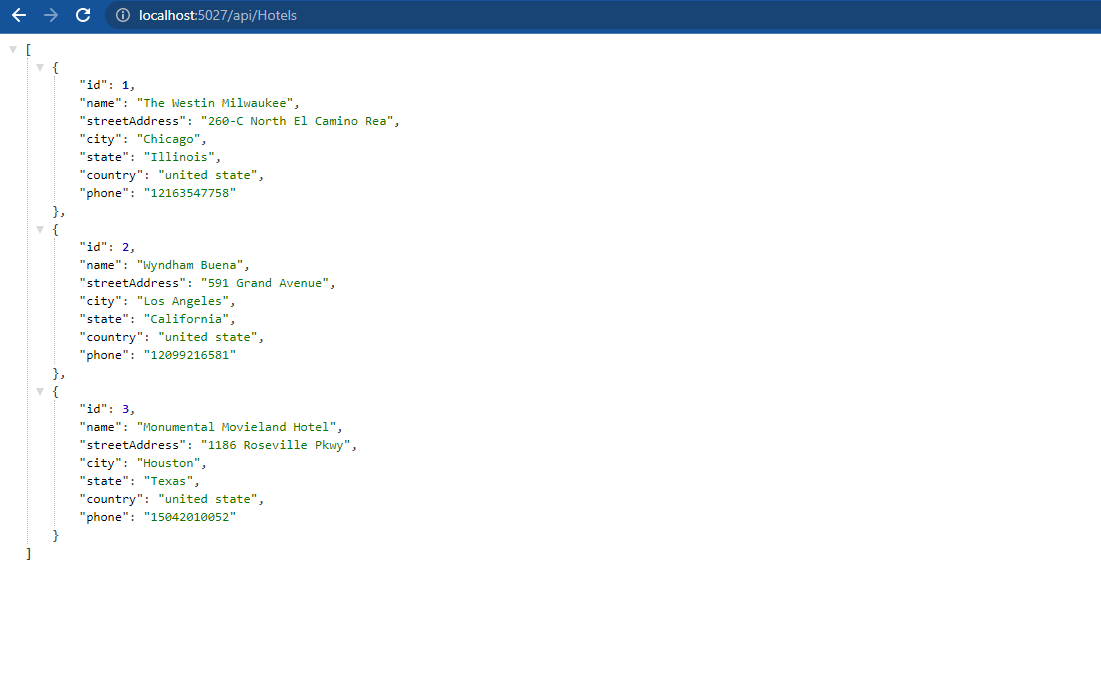 localhost:5027/api/Hotels
[
{
"id": 1,
"name": "The Westin Milwaukee",
"streetAddress": "260-C North El Camino Rea",
"city": "Chicago",
"state": "Illinois",
"country": "united state",
"phone": "12163547758"
},
{
"id": 2,
"name": "Wyndham Buena",
"streetAddress": "591 Grand Avenue",
"city": "Los Angeles",
"state": "California",
"country": "united state",
"phone": "12099216581"
},
{
"id": 3,
"name": "Monumental Movieland Hotel",
"streetAddress": "1186 Roseville Pkwy",
"city": "Houston",
"state": "Texas",
"country": "united state",
"phone": "15042010052"
}
]